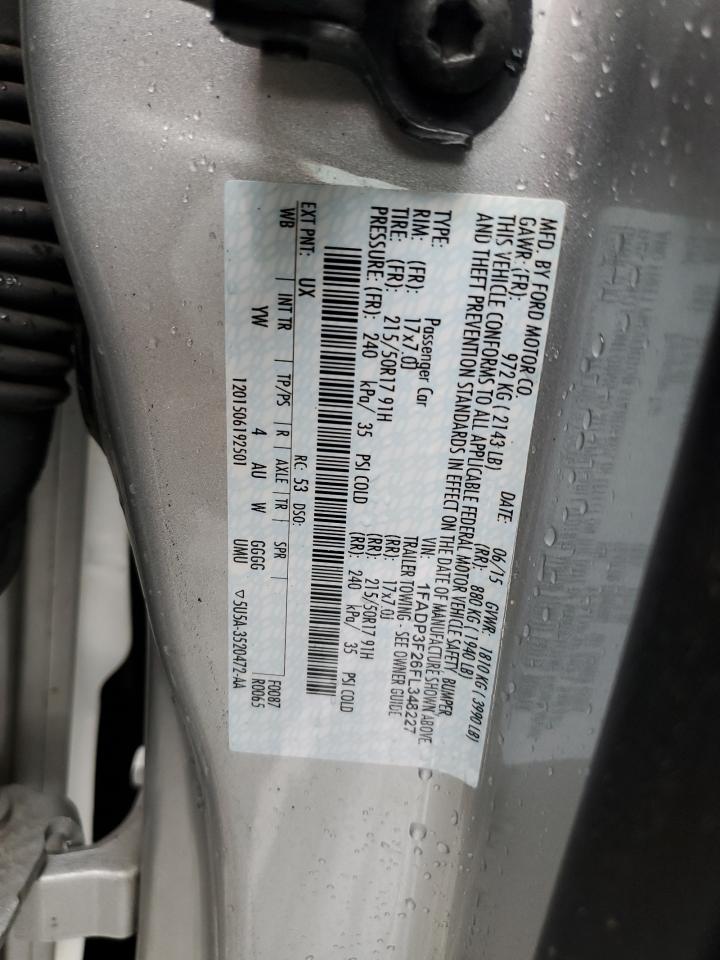 MFD. BY FORD MOTOR CO.
DATE: 06/15 GVWR: 1810 KG ( 3990 LB)
GAWR: (FR): 972 KG ( 2143 LB) (RR): 880 KG ( 1940 LB)
THIS VEHICLE CONFORMS TO ALL APPLICABLE FEDERAL MOTOR VEHICLE SAFETY, BUMPER
AND THEFT PREVENTION STANDARDS IN EFFECT ON THE DATE OF MANUFACTURE SHOWN ABOVE
VIN: 1FADP3F26FL348227
TYPE: Passenger Car TRAILER TOWING - SEE OWNER GUIDE
RIM: (FR): 17x7.0J (RR): 17x7.0J
TIRE: (FR): 215/50R17 91H (RR): 215/50R17 91H
PRESSURE: (FR): 240 kPa/ 35 PSI COLD (RR): 240 kPa/ 35 PSI COLD
EXT PNT: UX RC: 53 DSO:
WB INT TR TP/PS R AXLE TR SPR F0087
YW 4 AU W GGGG R0065
1201506192501 UMU ▽5U5A-3520472-AA